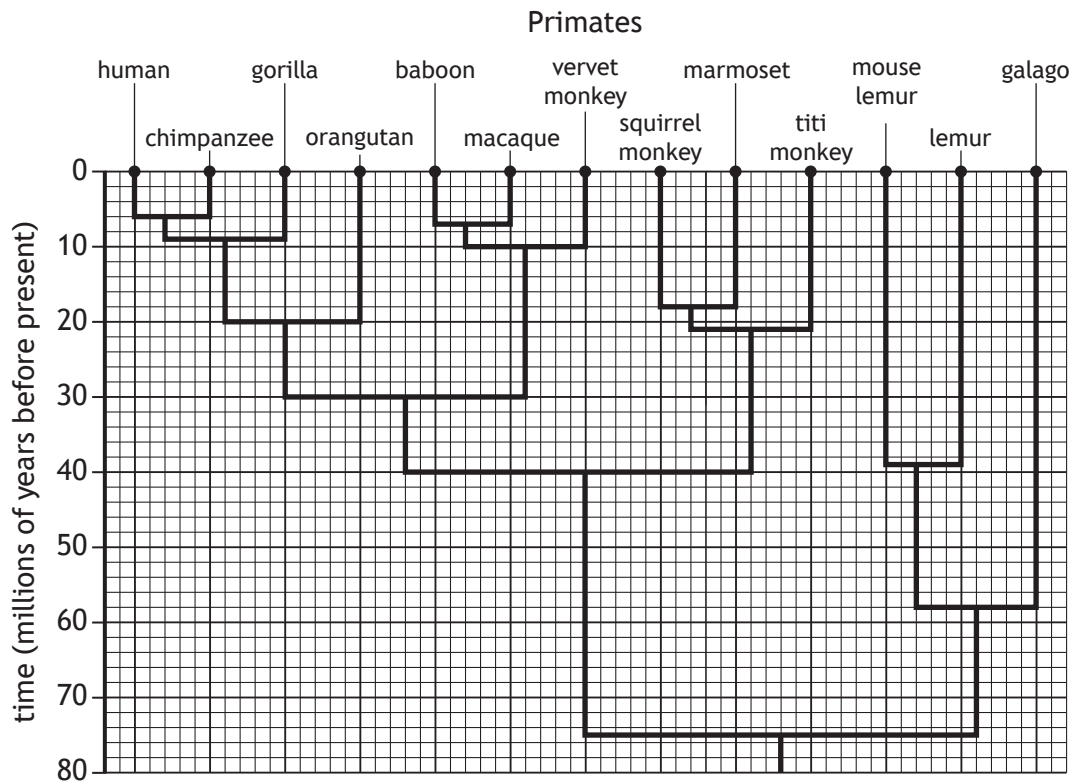 Primates
human
gorilla
baboon
vervet
monkey
marmoset
mouse
lemur
galago
chimpanzee
orangutan
macaque
squirrel
monkey
titi
monkey
lemur
time (millions of years before present)
0
10
20
30
40
50
60
70
80